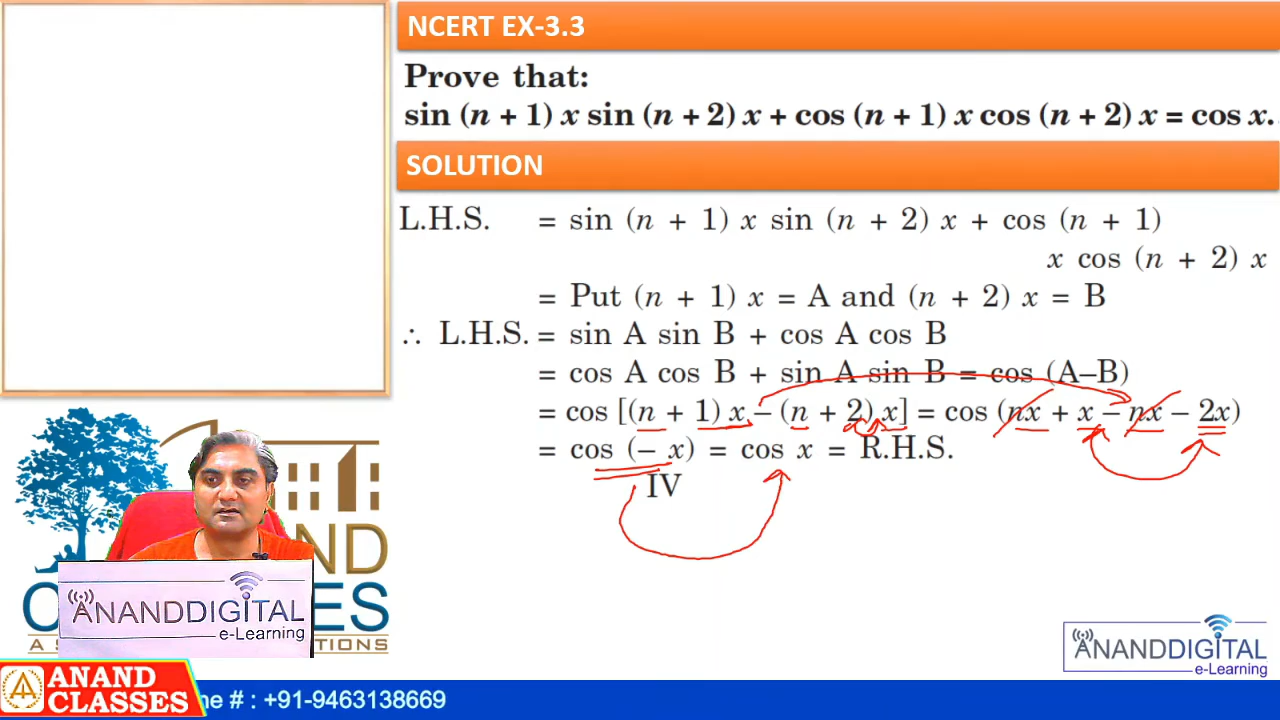 NCERT EX-3.3
Prove that:
sin (n + 1) x sin (n + 2) x + cos (n + 1) x cos (n + 2) x = cos x.
SOLUTION
L.H.S. = sin (n + 1) x sin (n + 2) x + cos (n + 1)
x cos (n + 2) x
= Put (n + 1) x = A and (n + 2) x = B
∴ L.H.S. = sin A sin B + cos A cos B
= cos A cos B + sin A sin B = cos (A–B)
= cos [(n + 1) x – (n + 2) x] = cos (nx + x – nx – 2x)
= cos (– x) = cos x = R.H.S.
IV
ANANDDIGITAL
e-Learning
ANANDDIGITAL
e-Learning
ANAND
CLASSES
ne # : +91-9463138669